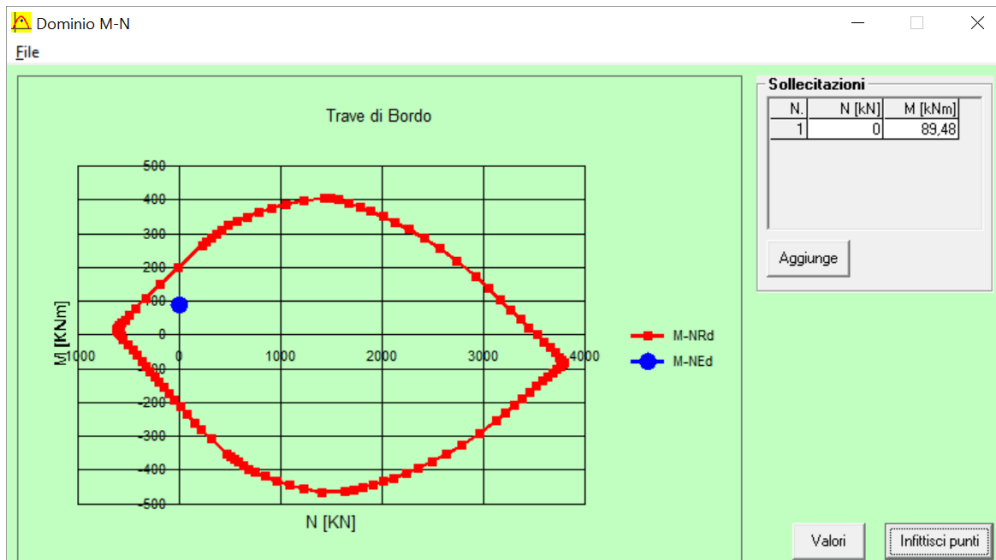 Dominio M-N
File
Trave di Bordo
500
400
300
200
100
0
-100
-200
-300
-400
-500
M [KNm]
-1000 0 1000 2000 3000 4000
N [KN]
M-NRd
M-NEd
Sollecitazioni
N. N [kN] M [kNm]
1 0 89,48
Aggiunge
Valori Infittisci punti